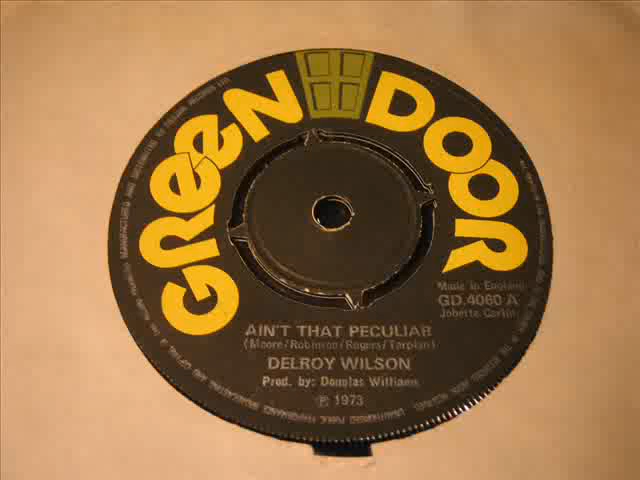 GREEN DOOR
Made in England
GD.4060 A
Jobete Carlin
AIN'T THAT PECULIAR
(Moore/Robinson/Rogers/Tarplan)
DELROY WILSON
Prod. by: Douglas Williams
℗ 1973